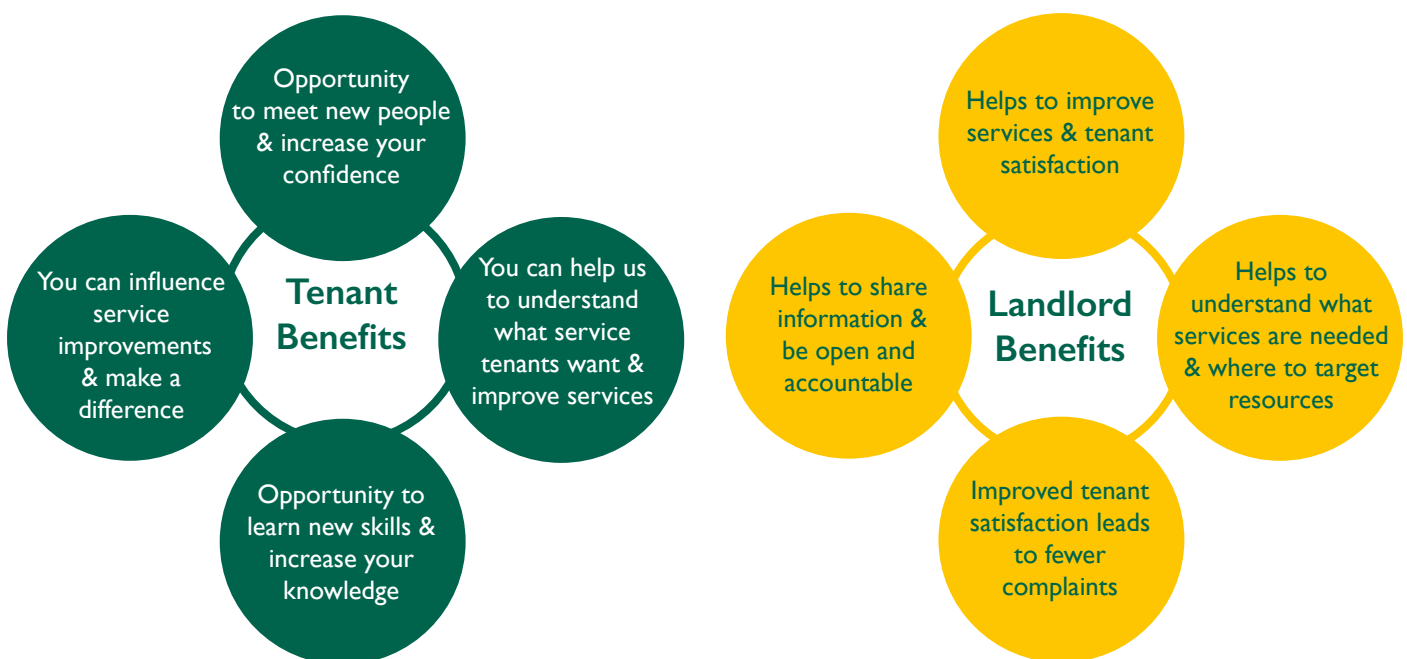 Opportunity
to meet new people
& increase your
confidence
You can influence
service
improvements
& make a
difference
Tenant
Benefits
You can help us
to understand
what service
tenants want &
improve services
Opportunity to
learn new skills &
increase your
knowledge
Helps to improve
services & tenant
satisfaction
Helps to share
information &
be open and
accountable
Landlord
Benefits
Helps to
understand what
services are needed
& where to target
resources
Improved tenant
satisfaction leads
to fewer
complaints